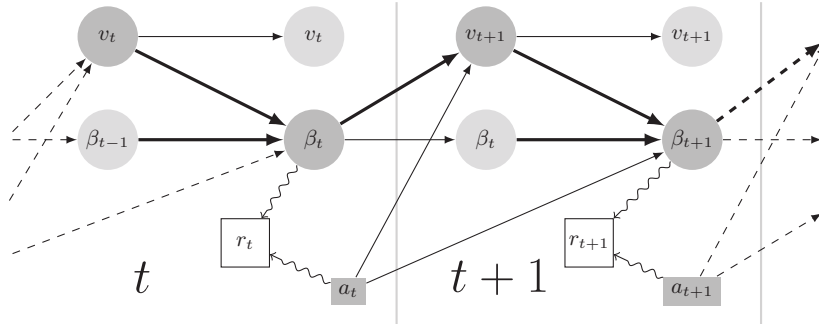 v_t
v_t
v_{t+1}
v_{t+1}
β_{t-1}
β_t
β_t
β_{t+1}
r_t
r_{t+1}
t
a_t
t + 1
a_{t+1}